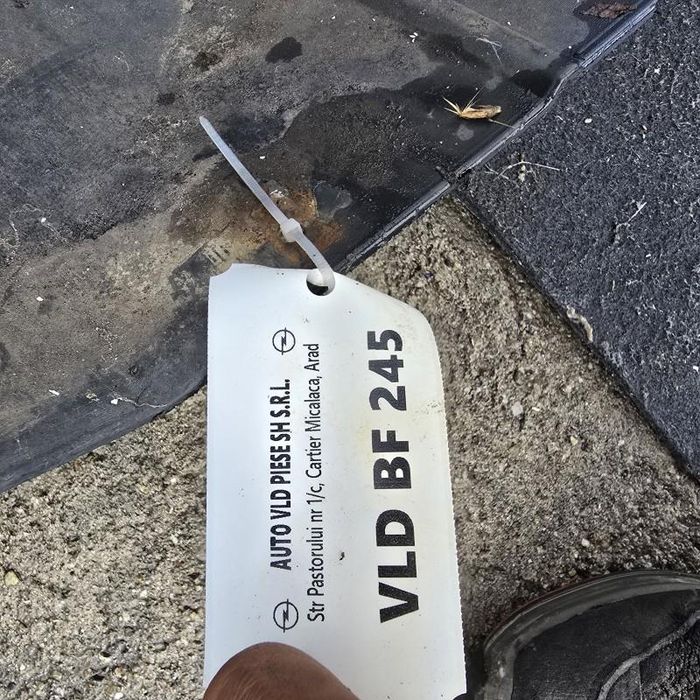 AUTO VLD PIESE SH S.R.L.
Str Pastorului nr 1/c, Cartier Micalaca, Arad
VLD BF 245